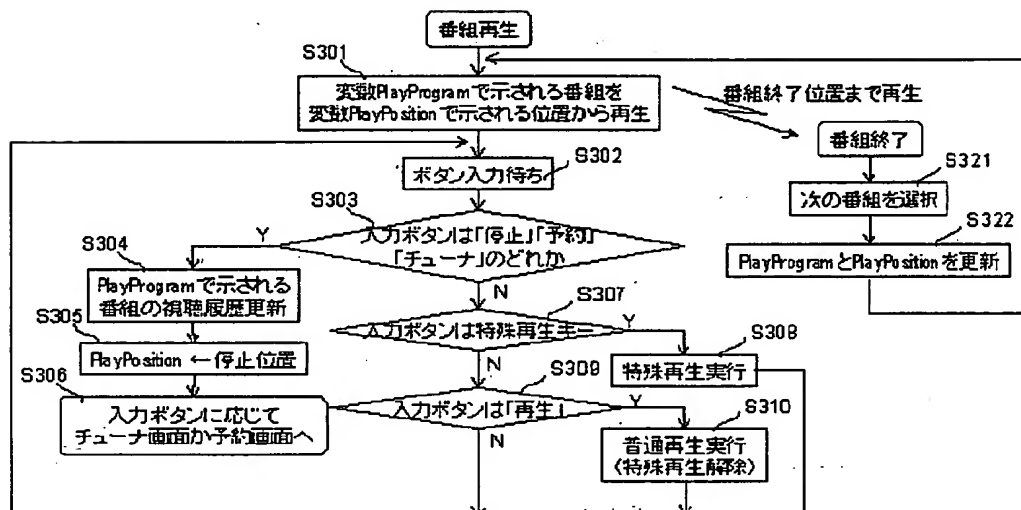 番組再生
S301
変数PlayProgramで示される番組を
変数PlayPositionで示される位置から再生
番組終了位置まで再生
番組終了
S302
ボタン入力待ち
S321
次の番組を選択
S303
入力ボタンは「停止」「予約」
「チューナ」のどれか
Y
N
S322
PlayProgramとPlayPositionを更新
S304
PlayProgramで示される
番組の視聴履歴更新
S305
PlayPosition ←停止位置
S306
入力ボタンに応じて
チューナ画面か予約画面へ
S307
入力ボタンは特殊再生キー
Y
N
S308
特殊再生実行
S309
入力ボタンは「再生」
Y
N
S310
普通再生実行
(特殊再生解除)